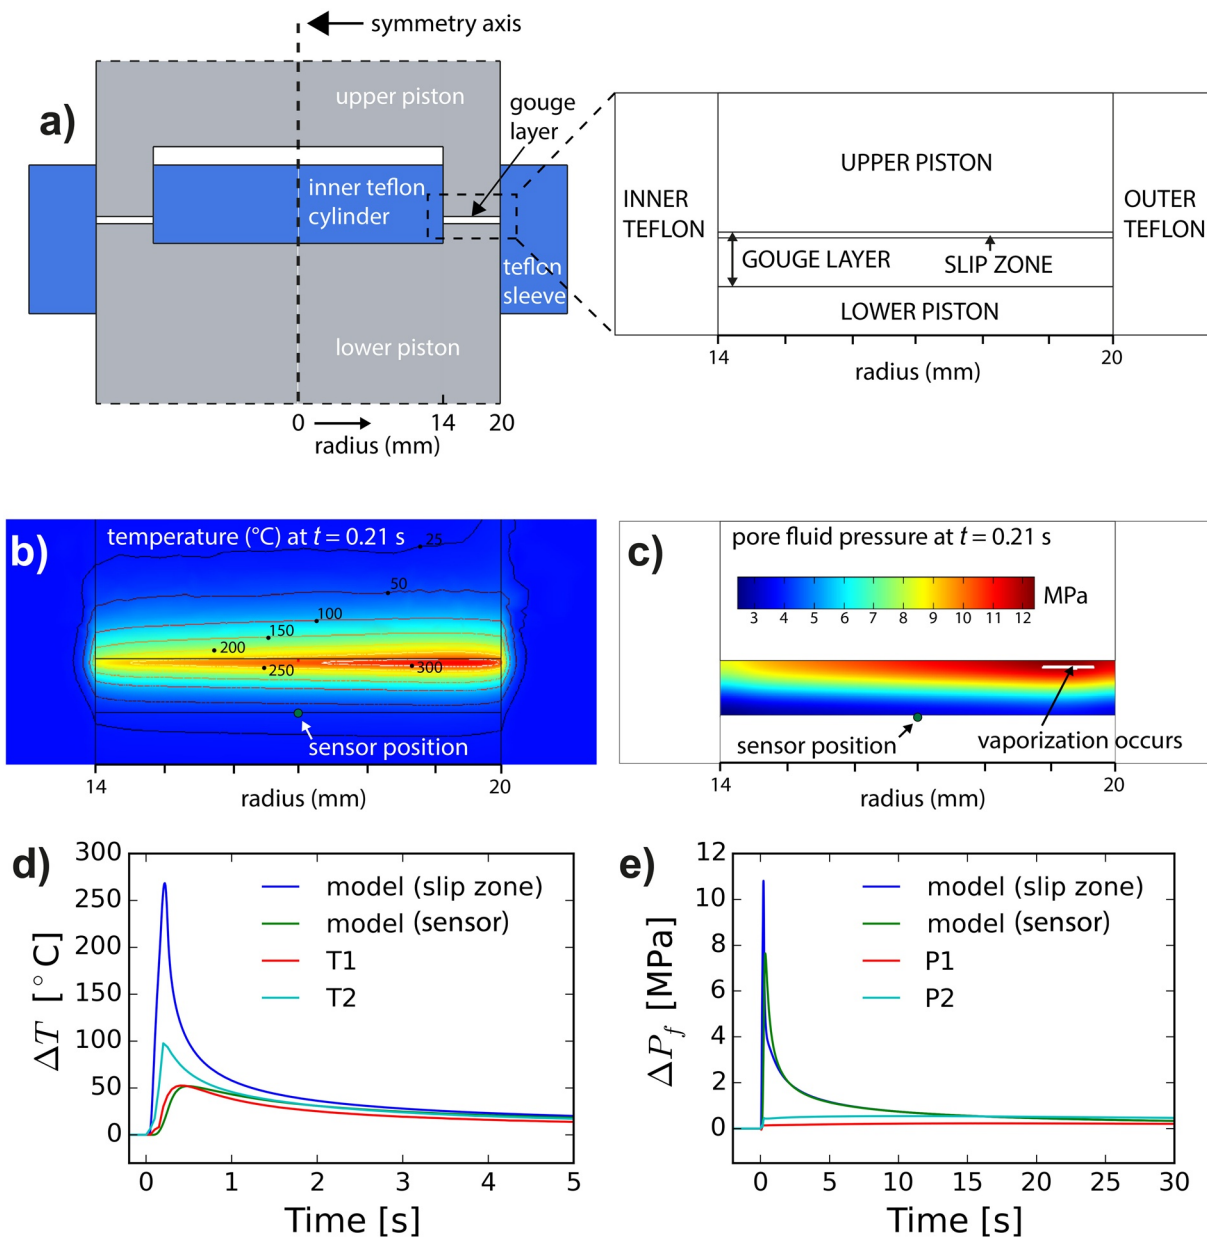 symmetry axis
a)
upper piston
gouge
layer
inner teflon
cylinder
teflon
sleeve
lower piston
0 14 20
radius (mm)
UPPER PISTON
INNER
TEFLON
OUTER
TEFLON
GOUGE LAYER
SLIP ZONE
LOWER PISTON
14 20
radius (mm)
b)
temperature (°C) at t = 0.21 s
25
50
100
150
200
250
300
sensor position
14 20
radius (mm)
c)
pore fluid pressure at t = 0.21 s
MPa
3 4 5 6 7 8 9 10 11 12
sensor position
vaporization occurs
14 20
radius (mm)
d)
300
250
200
150
100
50
0
ΔT [°C]
model (slip zone)
model (sensor)
T1
T2
0 1 2 3 4 5
Time [s]
e)
12
10
8
6
4
2
0
ΔPf [MPa]
model (slip zone)
model (sensor)
P1
P2
0 5 10 15 20 25 30
Time [s]